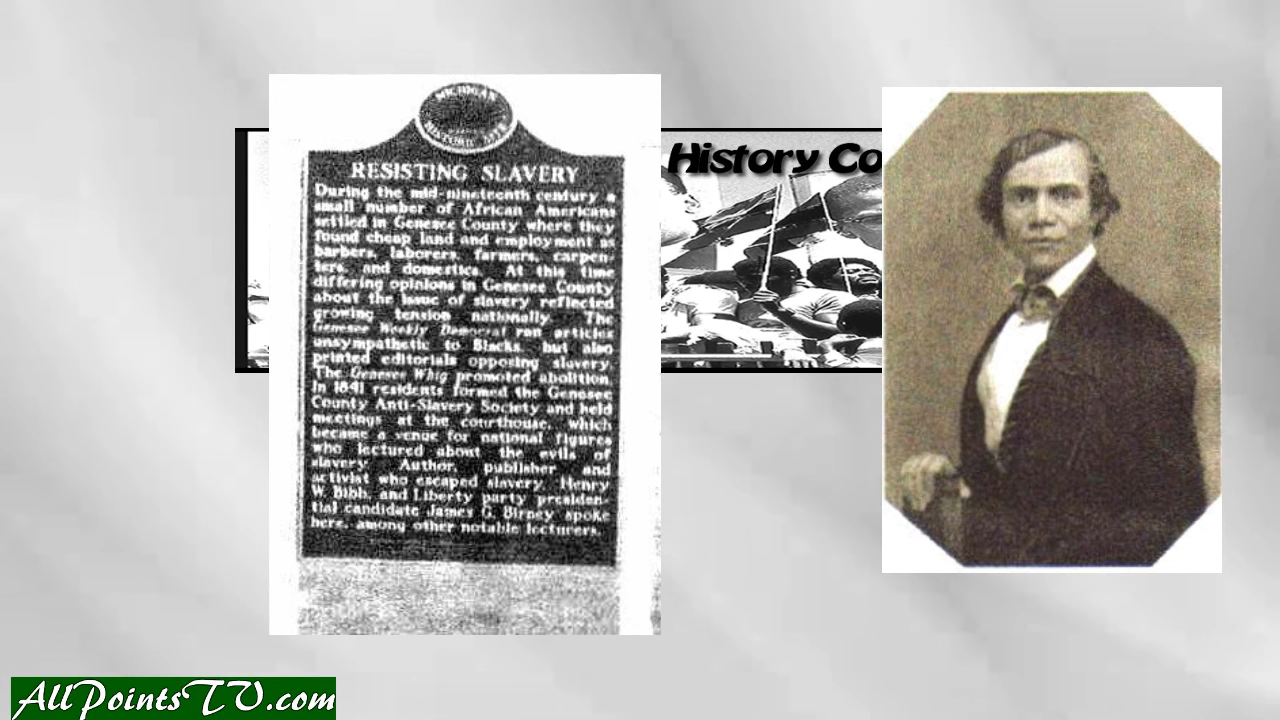 MICHIGAN
HISTORIC SITE
RESISTING SLAVERY
During the mid-nineteenth century a
small number of African Americans
settled in Genesee County where they
found cheap land and employment as
barbers, laborers, farmers, carpen-
ters, and domestics. At this time
differing opinions in Genesee County
about the issue of slavery reflected
growing tension nationally. The
Genesee Weekly Democrat ran articles
unsympathetic to Blacks, but also
printed editorials opposing slavery.
The Genesee Whig promoted abolition.
In 1841 residents formed the Genesee
County Anti-Slavery Society and held
meetings at the courthouse, which
became a venue for national figures
who lectured about the evils of
slavery. Author, publisher and
activist who escaped slavery, Henry
W. Bibb, and Liberty party presiden-
tial candidate James G. Birney spoke
here, among other notable lecturers.
History Co
AllPointsTV.com